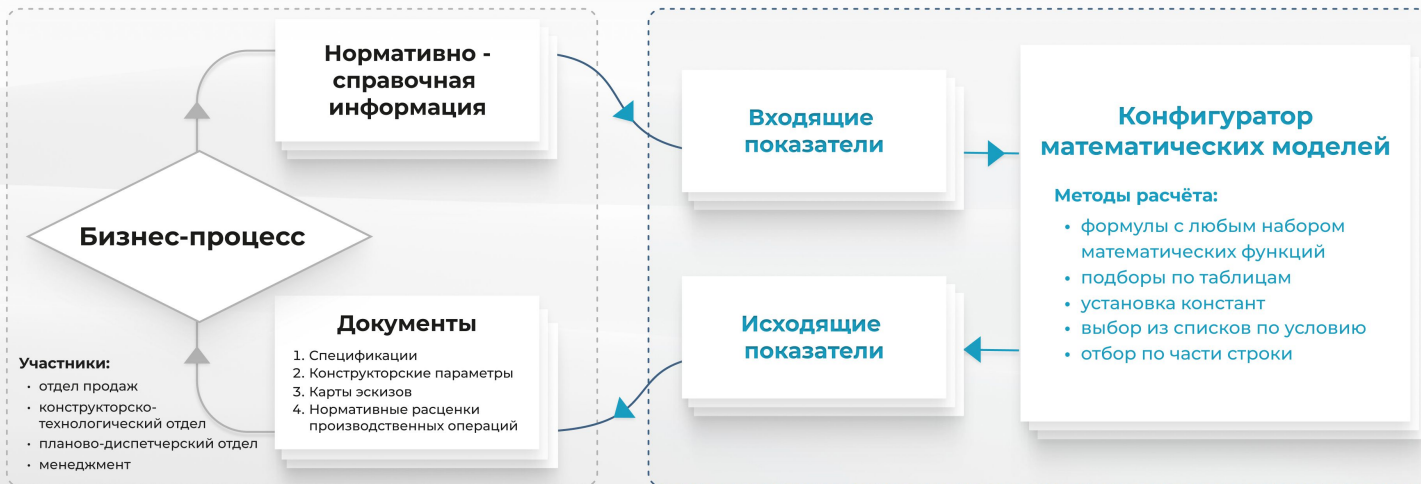 Нормативно -
справочная
информация
Бизнес-процесс
Участники:
• отдел продаж
• конструкторско-
технологический отдел
• планово-диспетчерский отдел
• менеджмент
Документы
1. Спецификации
2. Конструкторские параметры
3. Карты эскизов
4. Нормативные расценки
производственных операций
Входящие
показатели
Исходящие
показатели
Конфигуратор
математических моделей
Методы расчёта:
• формулы с любым набором
математических функций
• подборы по таблицам
• установка констант
• выбор из списков по условию
• отбор по части строки